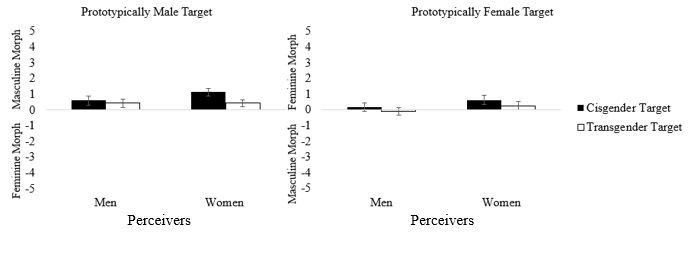 Prototypically Male Target
Masculine Morph
Feminine Morph
5
4
3
2
1
0
-1
-2
-3
-4
-5
Men
Women
Perceivers
Prototypically Female Target
Feminine Morph
Masculine Morph
5
4
3
2
1
0
-1
-2
-3
-4
-5
Men
Women
Perceivers
Cisgender Target
Transgender Target